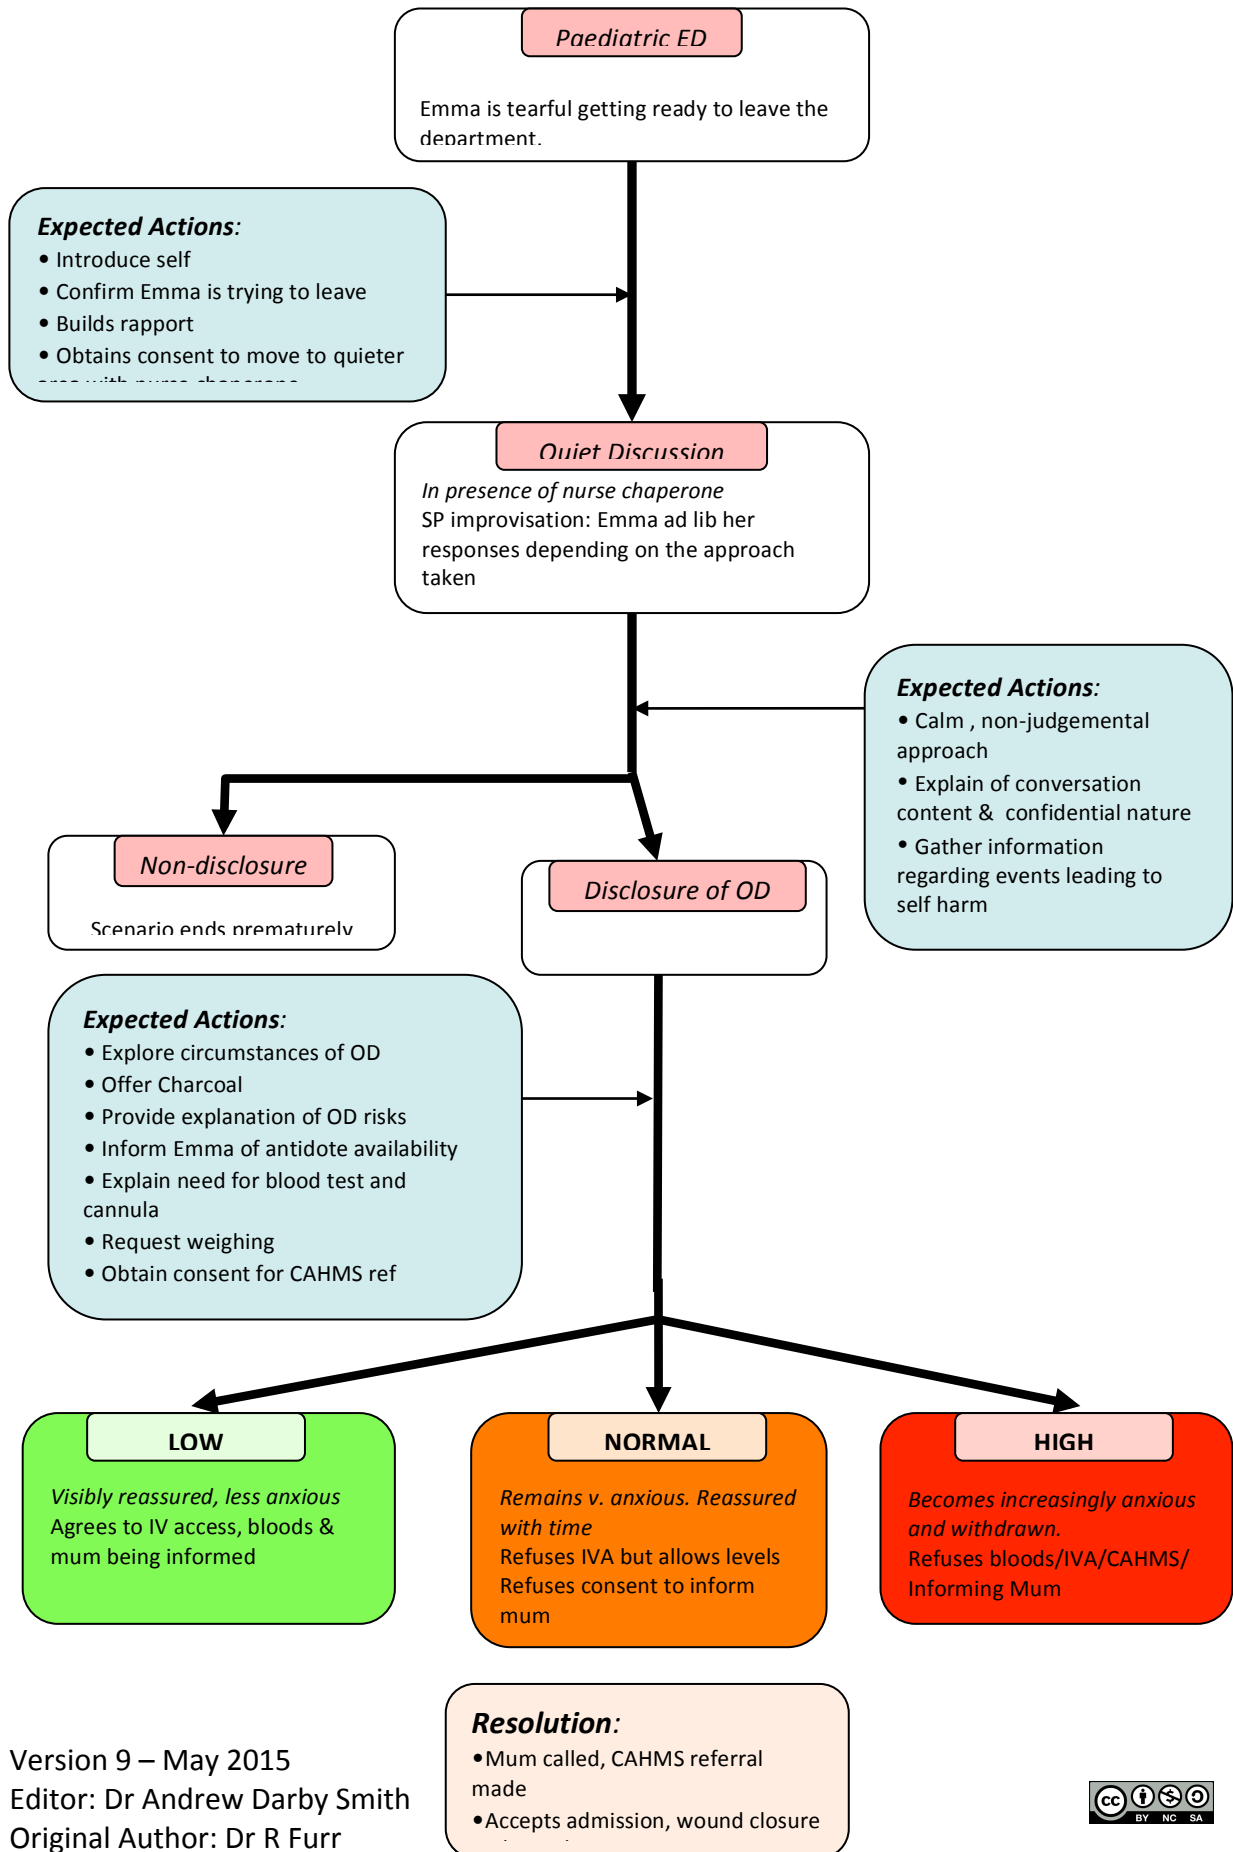 Paediatric ED
Emma is tearful getting ready to leave the
department.
Expected Actions:
• Introduce self
• Confirm Emma is trying to leave
• Builds rapport
• Obtains consent to move to quieter
area with nurse chaperone
Quiet Discussion
In presence of nurse chaperone
SP improvisation: Emma ad lib her
responses depending on the approach
taken
Expected Actions:
• Calm , non-judgemental
approach
• Explain of conversation
content & confidential nature
• Gather information
regarding events leading to
self harm
Non-disclosure
Scenario ends prematurely
Disclosure of OD
Expected Actions:
• Explore circumstances of OD
• Offer Charcoal
• Provide explanation of OD risks
• Inform Emma of antidote availability
• Explain need for blood test and
cannula
• Request weighing
• Obtain consent for CAHMS ref
LOW
Visibly reassured, less anxious
Agrees to IV access, bloods &
mum being informed
NORMAL
Remains v. anxious. Reassured
with time
Refuses IVA but allows levels
Refuses consent to inform
mum
HIGH
Becomes increasingly anxious
and withdrawn.
Refuses bloods/IVA/CAHMS/
Informing Mum
Resolution:
•Mum called, CAHMS referral
made
•Accepts admission, wound closure
Version 9 – May 2015
Editor: Dr Andrew Darby Smith
Original Author: Dr R Furr
cc BY NC SA